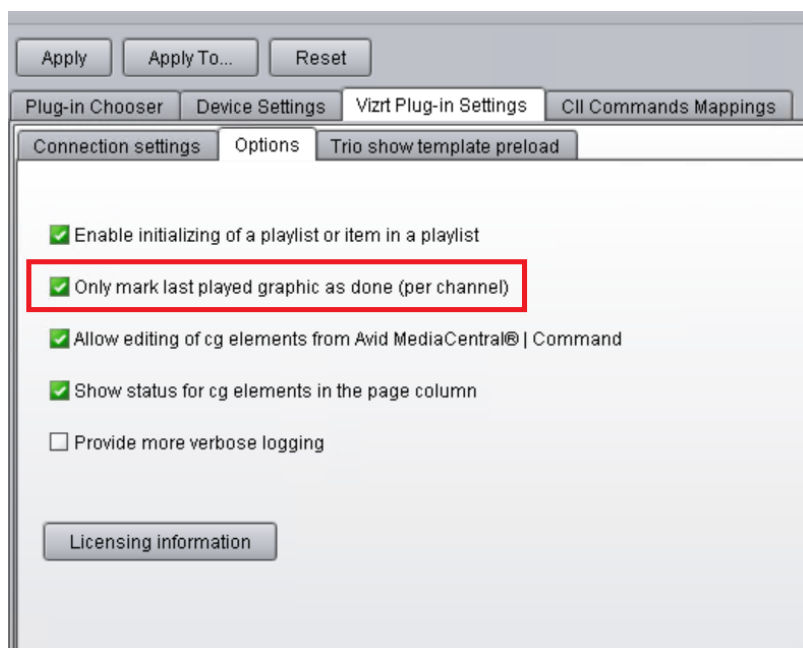 Apply Apply To... Reset
Plug-in Chooser Device Settings Vizrt Plug-in Settings CII Commands Mappings
Connection settings Options Trio show template preload
Enable initializing of a playlist or item in a playlist
Only mark last played graphic as done (per channel)
Allow editing of cg elements from Avid MediaCentral® | Command
Show status for cg elements in the page column
Provide more verbose logging
Licensing information